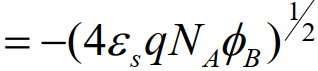 = -(4ε_s qN_A ϕ_B)^{1/2}